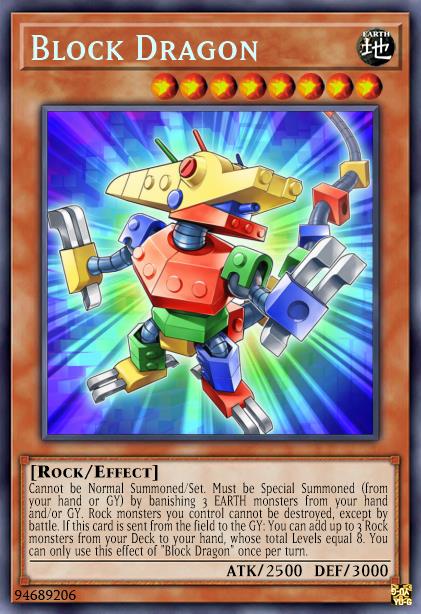 BLOCK DRAGON
EARTH
地
[ROCK/EFFECT]
Cannot be Normal Summoned/Set. Must be Special Summoned (from
your hand or GY) by banishing 3 EARTH monsters from your hand
and/or GY. Rock monsters you control cannot be destroyed, except by
battle. If this card is sent from the field to the GY: You can add up to 3 Rock
monsters from your Deck to your hand, whose total Levels equal 8. You can
only use this effect of "Block Dragon" once per turn.
ATK/2500 DEF/3000
94689206